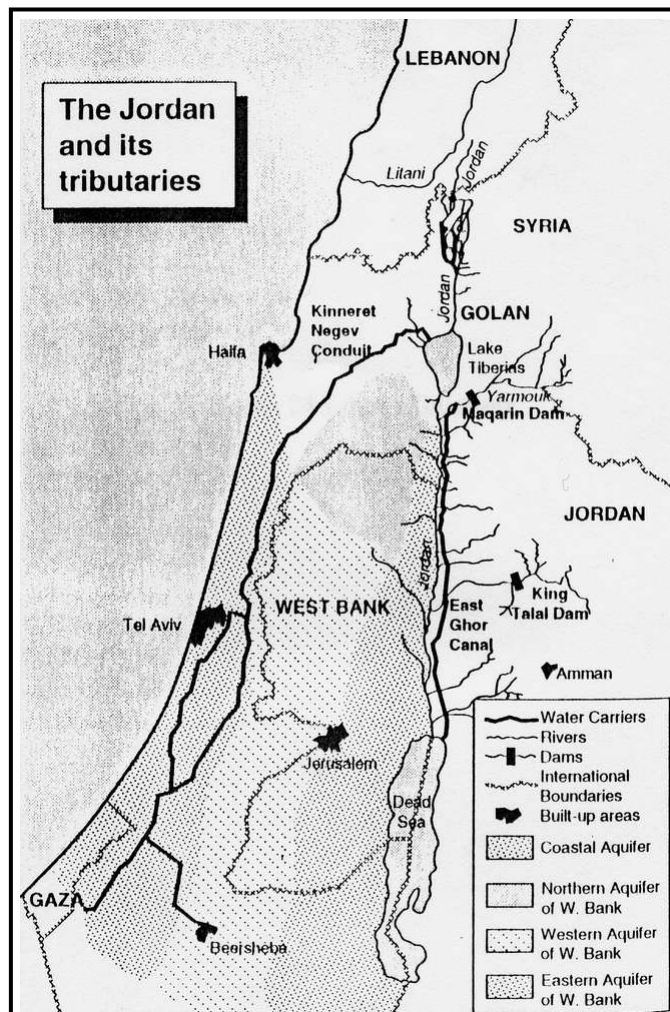 LEBANON
The Jordan
and its
tributaries
Litani
Jordan
SYRIA
Jordan
GOLAN
Kinneret
Negev
Conduit
Haifa
Lake
Tiberias
Yarmouk
Maqarin Dam
JORDAN
Jordan
King
Talal Dam
WEST BANK
East
Ghor
Canal
Tel Aviv
Amman
Jerusalem
Dead
Sea
GAZA
Beersheba
Water Carriers
Rivers
Dams
International
Boundaries
Built-up areas
Coastal Aquifer
Northern Aquifer
of W. Bank
Western Aquifer
of W. Bank
Eastern Aquifer
of W. Bank